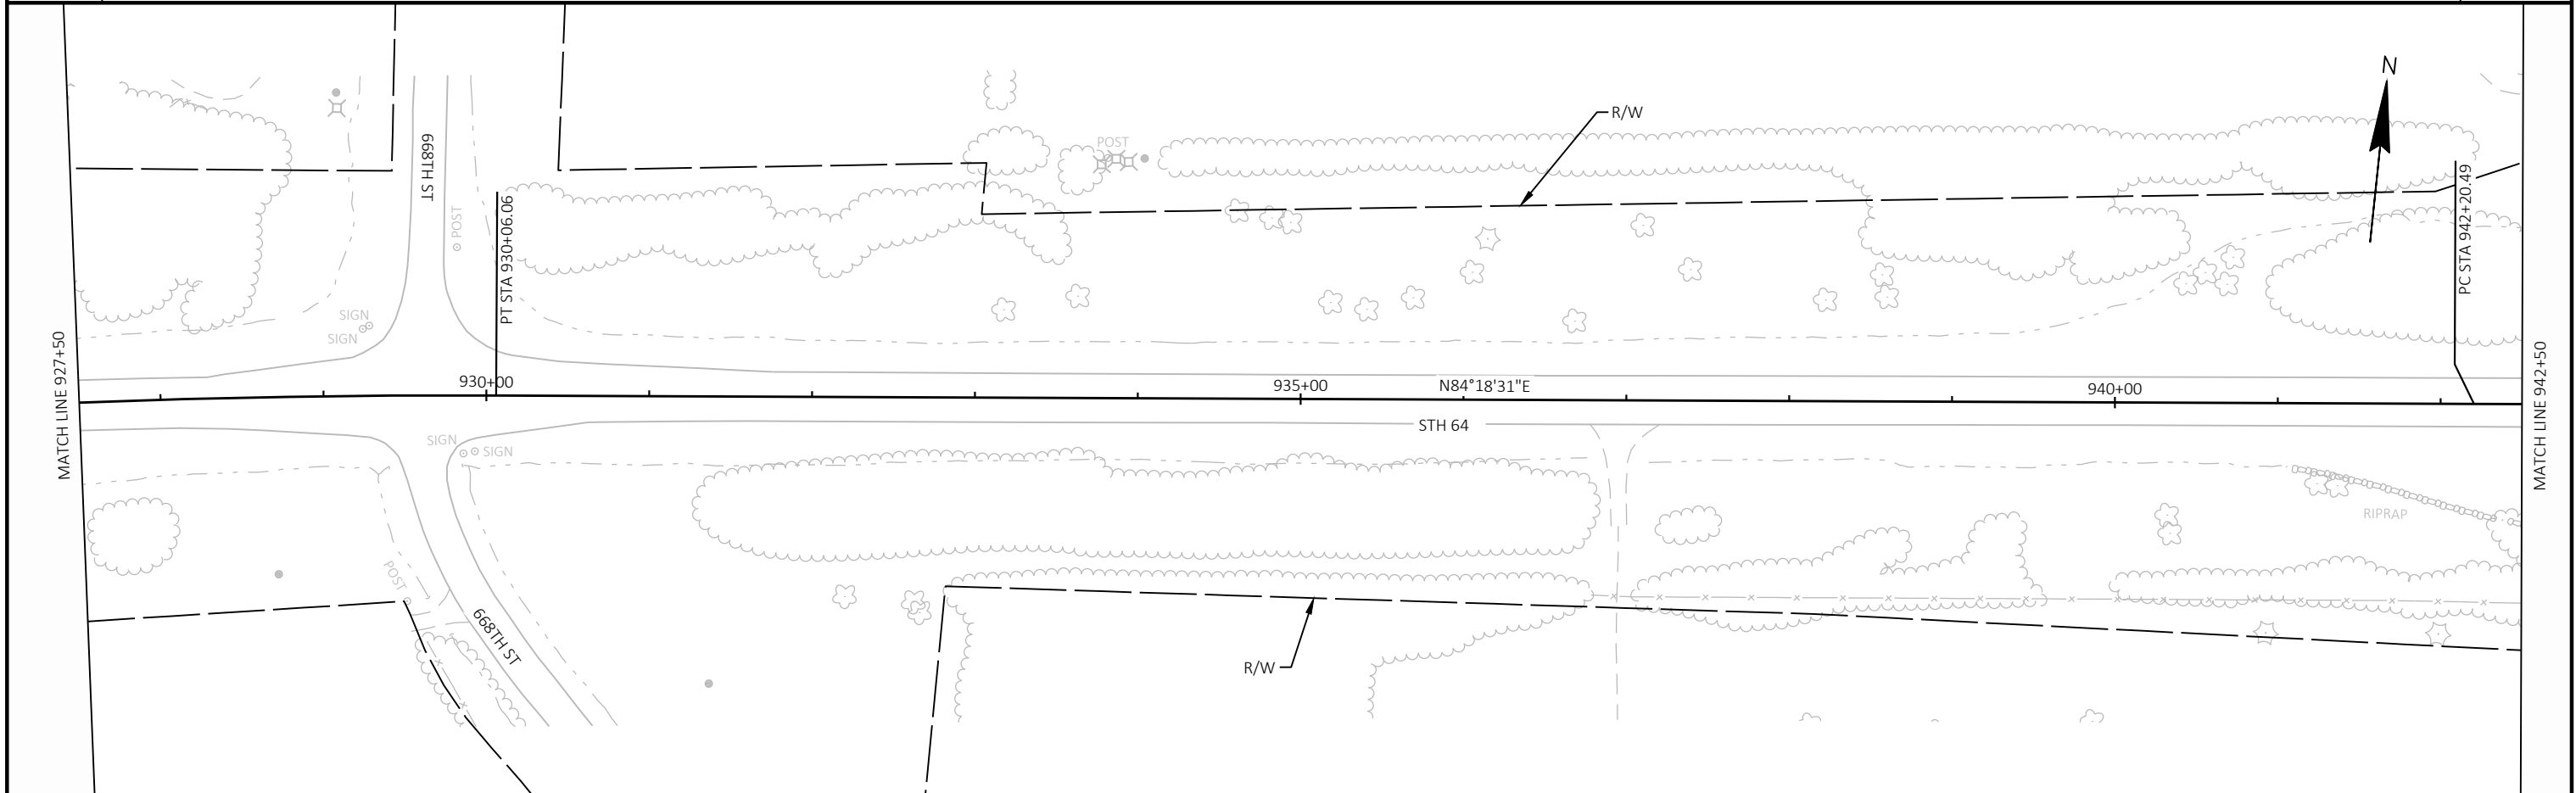 N
R/W
POST
668TH ST
POST
PT STA 930+06.06
PC STA 942+20.49
SIGN
SIGN
MATCH LINE 927+50
930+00
935+00
N84°18'31"E
940+00
MATCH LINE 942+50
STH 64
SIGN
SIGN
RIPRAP
POST
668TH ST
R/W